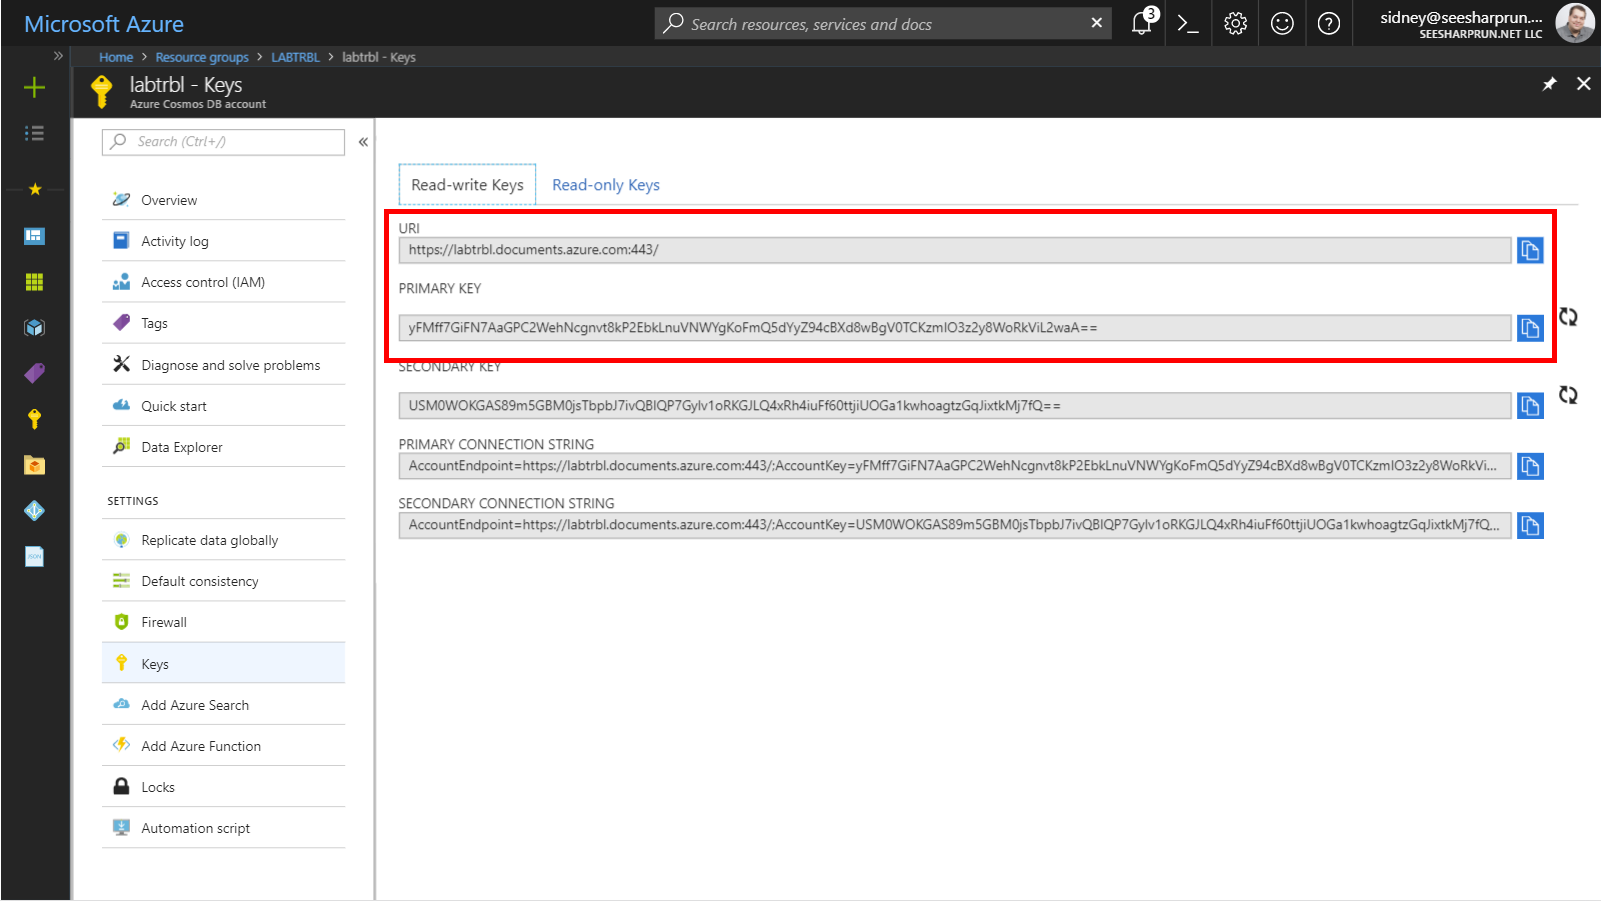 Microsoft Azure
Search resources, services and docs
3
sidney@seesharprun....
SEESHARPRUN.NET LLC
Home > Resource groups > LABTRBL > labtrbl - Keys
labtrbl - Keys
Azure Cosmos DB account
Search (Ctrl+/)
Overview
Activity log
Access control (IAM)
Tags
Diagnose and solve problems
Quick start
Data Explorer
SETTINGS
Replicate data globally
Default consistency
Firewall
Keys
Add Azure Search
Add Azure Function
Locks
Automation script
Read-write Keys
Read-only Keys
URI
https://labtrbl.documents.azure.com:443/
PRIMARY KEY
yFMff7GiFN7AaGPC2WehNcgnvt8kP2EbkLnuVNWYgKoFmQ5dYyZ94cBXd8wBgV0TCKzmIO3z2y8WoRkViL2waA==
SECONDARY KEY
USM0WOKGAS89m5GBM0jsTbpbJ7ivQBIQP7Gylv1oRKGJLQ4xRh4iuFf60ttjiUOGa1kwhoagtzGqJixtkMj7fQ==
PRIMARY CONNECTION STRING
AccountEndpoint=https://labtrbl.documents.azure.com:443/;AccountKey=yFMff7GiFN7AaGPC2WehNcgnvt8kP2EbkLnuVNWYgKoFmQ5dYyZ94cBXd8wBgV0TCKzmIO3z2y8WoRkVi...
SECONDARY CONNECTION STRING
AccountEndpoint=https://labtrbl.documents.azure.com:443/;AccountKey=USM0WOKGAS89m5GBM0jsTbpbJ7ivQBIQP7Gylv1oRKGJLQ4xRh4iuFf60ttjiUOGa1kwhoagtzGqJixtkMj7fQ...